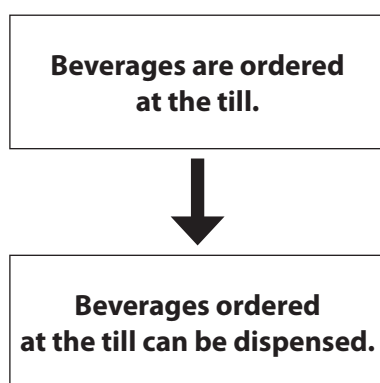 Beverages are ordered
at the till.
Beverages ordered
at the till can be dispensed.